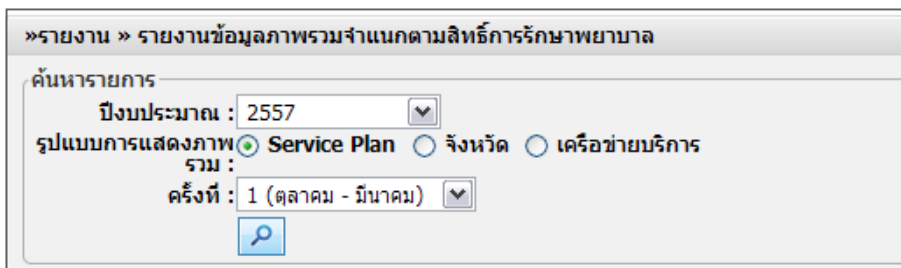 »รายงาน » รายงานข้อมูลภาพรวมจำแนกตามสิทธิ์การรักษาพยาบาล
ค้นหารายการ
ปีงบประมาณ : 2557
รูปแบบการแสดงภาพ Service Plan จังหวัด เครือข่ายบริการ
รวม :
ครั้งที่ : 1 (ตุลาคม - มีนาคม)